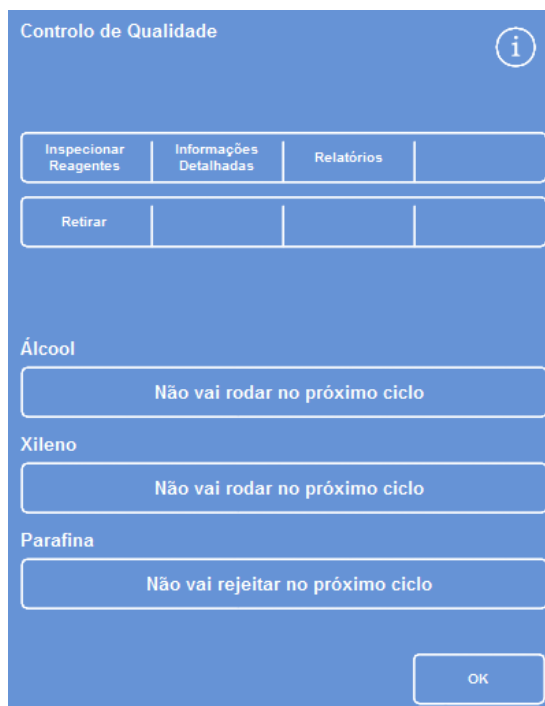 Controlo de Qualidade
i
Inspecionar
Reagentes
Informações
Detalhadas
Relatórios
Retirar
Álcool
Não vai rodar no próximo ciclo
Xileno
Não vai rodar no próximo ciclo
Parafina
Não vai rejeitar no próximo ciclo
OK